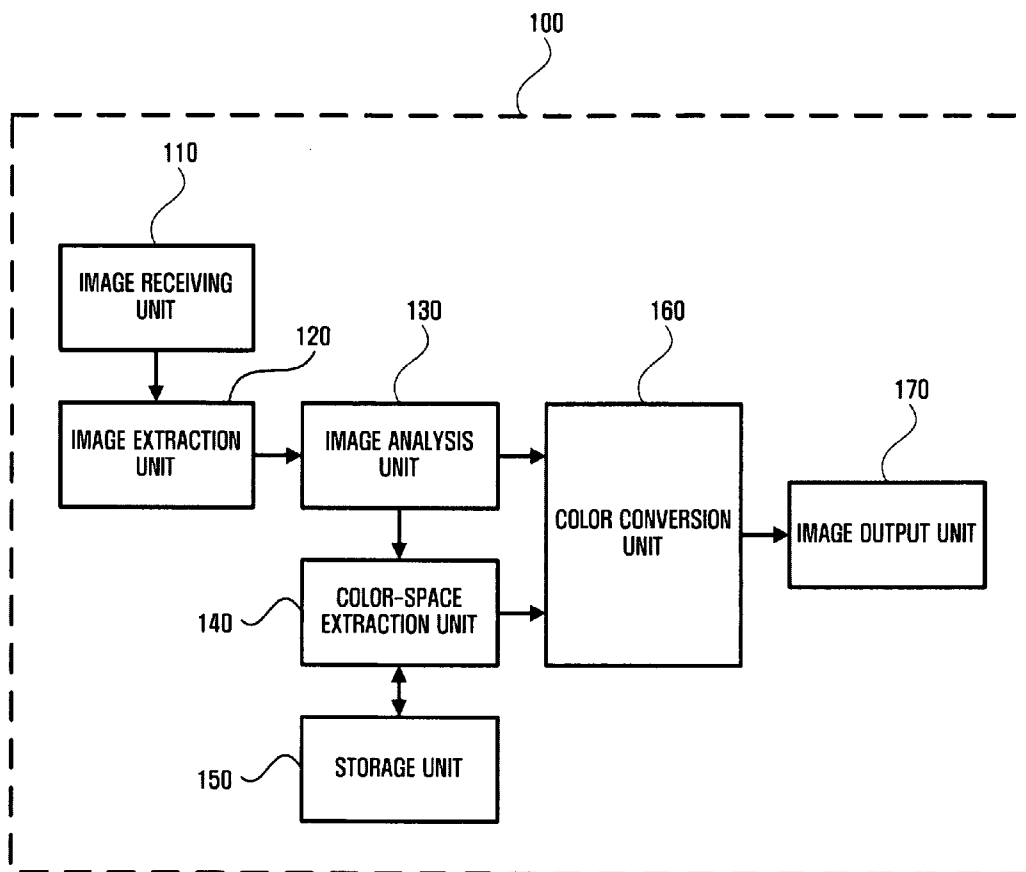 100
110
IMAGE RECEIVING
UNIT
120
130
160
170
IMAGE EXTRACTION
UNIT
IMAGE ANALYSIS
UNIT
COLOR CONVERSION
UNIT
IMAGE OUTPUT UNIT
140
COLOR-SPACE
EXTRACTION UNIT
150
STORAGE UNIT